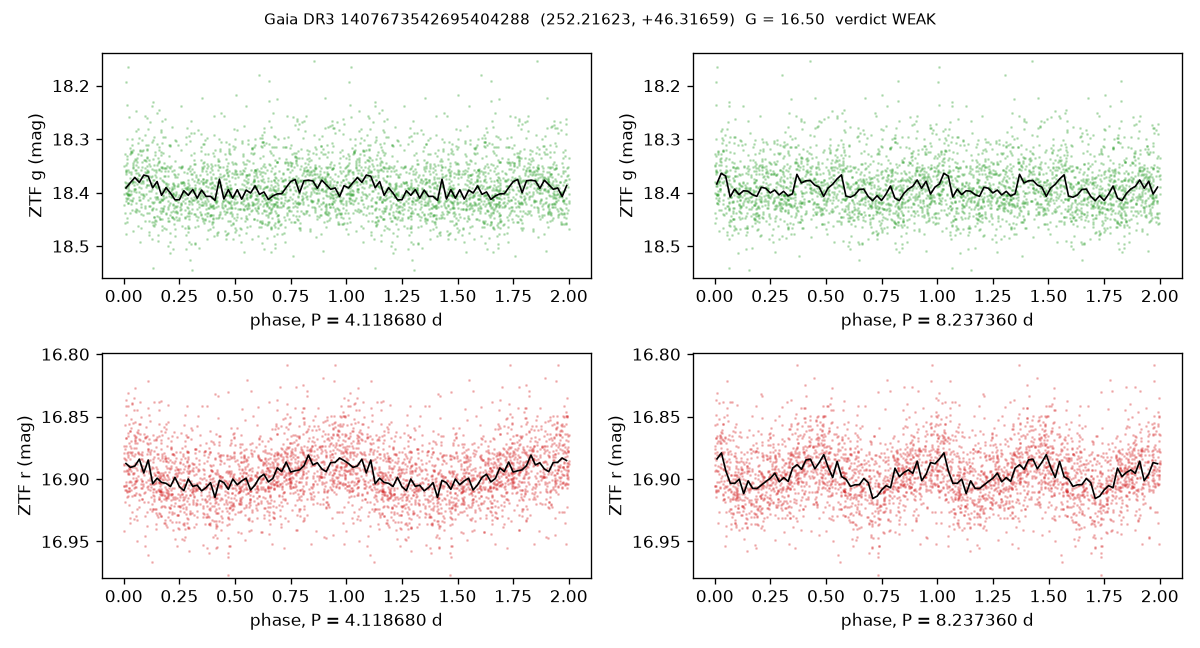 Gaia DR3 1407673542695404288  (252.21623, +46.31659)  G = 16.50  verdict WEAK
ZTF g (mag)
18.2
18.3
18.4
18.5
0.00 0.25 0.50 0.75 1.00 1.25 1.50 1.75 2.00
phase, P = 4.118680 d
ZTF g (mag)
18.2
18.3
18.4
18.5
0.00 0.25 0.50 0.75 1.00 1.25 1.50 1.75 2.00
phase, P = 8.237360 d
ZTF r (mag)
16.80
16.85
16.90
16.95
0.00 0.25 0.50 0.75 1.00 1.25 1.50 1.75 2.00
phase, P = 4.118680 d
ZTF r (mag)
16.80
16.85
16.90
16.95
0.00 0.25 0.50 0.75 1.00 1.25 1.50 1.75 2.00
phase, P = 8.237360 d